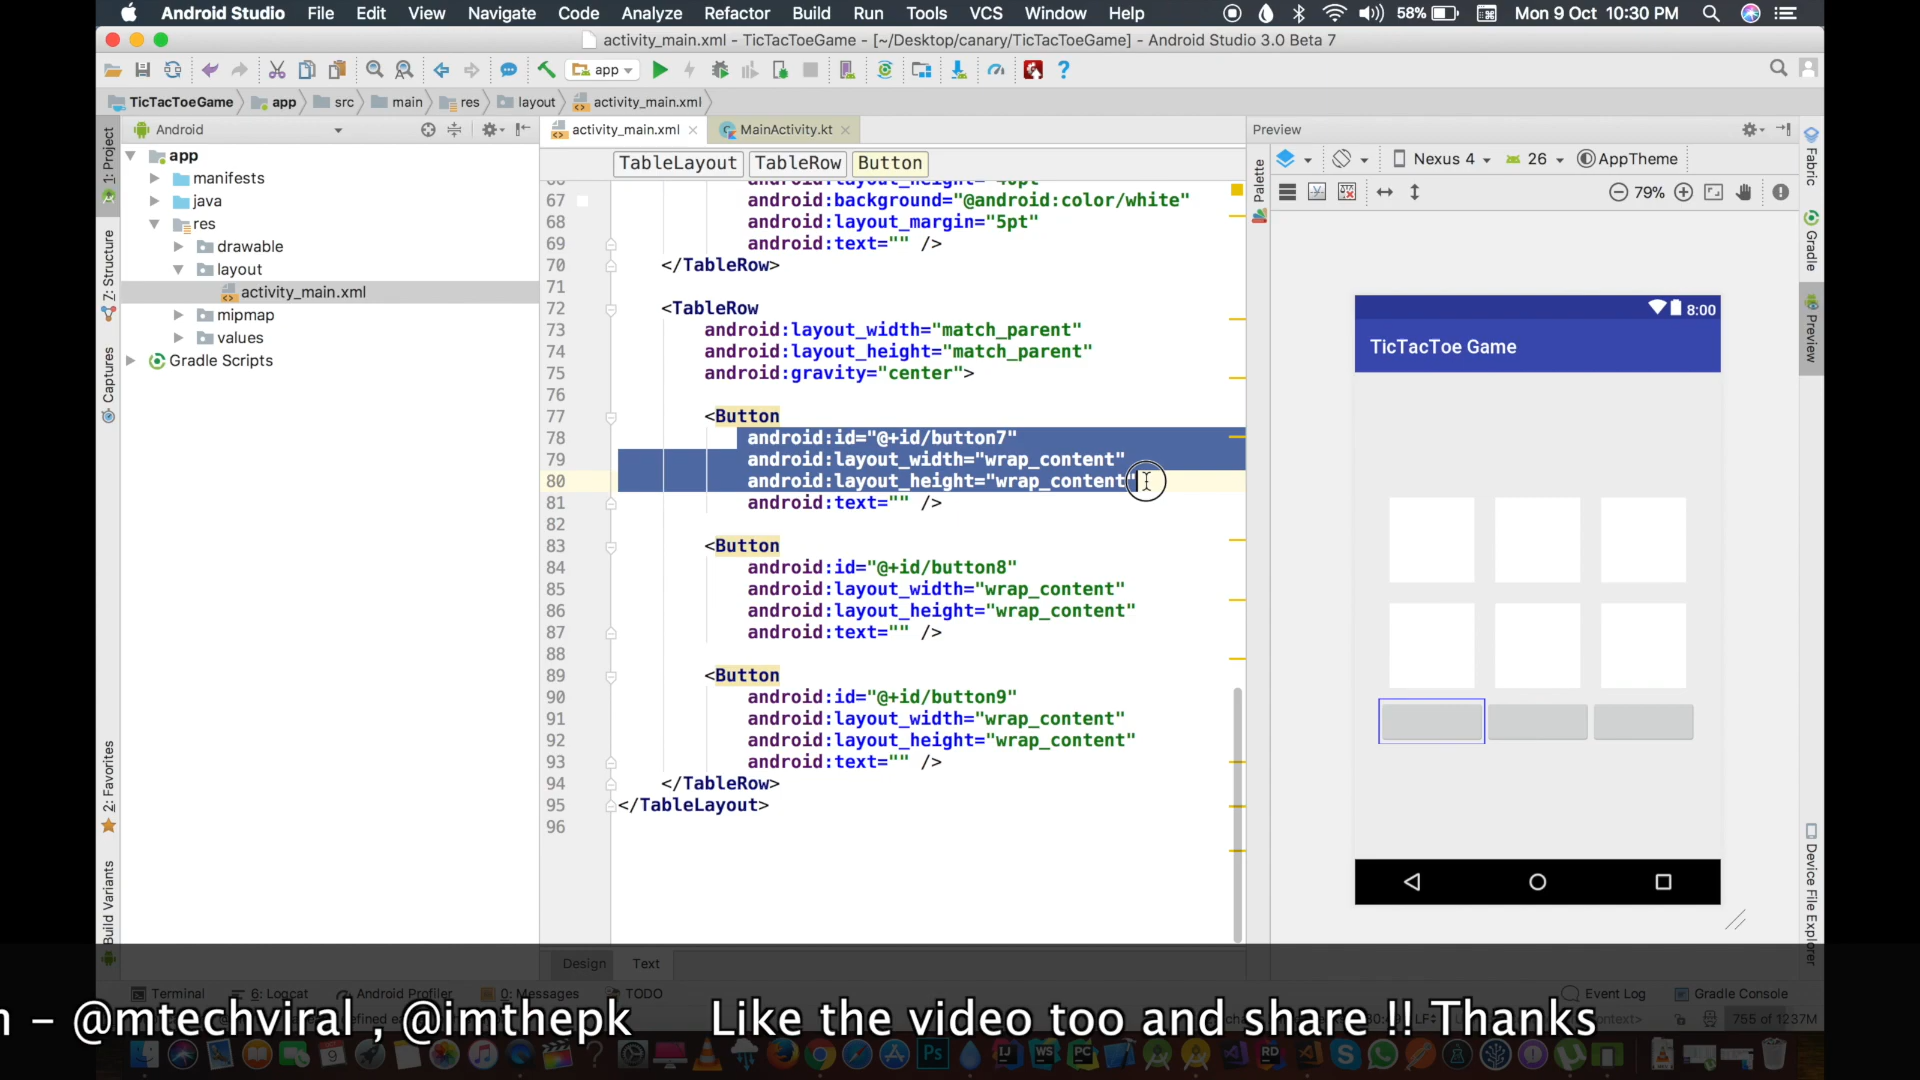 Android Studio File Edit View Navigate Code Analyze Refactor Build Run Tools VCS Window Help 58% Mon 9 Oct 10:30 PM
activity_main.xml - TicTacToeGame - [~/Desktop/canary/TicTacToeGame] - Android Studio 3.0 Beta 7
app
TicTacToeGame app src main res layout activity_main.xml
Android
activity_main.xml MainActivity.kt
Preview
TableLayout TableRow Button
Nexus 4 26 AppTheme
79%
1: Project
Z: Structure
Captures
2: Favorites
Build Variants
app
manifests
java
res
drawable
layout
activity_main.xml
mipmap
values
Gradle Scripts
67 android:background="@android:color/white"
68 android:layout_margin="5pt"
69 android:text="" />
70 </TableRow>
71
72 <TableRow
73 android:layout_width="match_parent"
74 android:layout_height="match_parent"
75 android:gravity="center">
76
77 <Button
78 android:id="@+id/button7"
79 android:layout_width="wrap_content"
80 android:layout_height="wrap_content"
81 android:text="" />
82
83 <Button
84 android:id="@+id/button8"
85 android:layout_width="wrap_content"
86 android:layout_height="wrap_content"
87 android:text="" />
88
89 <Button
90 android:id="@+id/button9"
91 android:layout_width="wrap_content"
92 android:layout_height="wrap_content"
93 android:text="" />
94 </TableRow>
95 </TableLayout>
96
Palette
8:00
TicTacToe Game
Fabric
Gradle
Preview
Device File Explorer
Design Text
Terminal 6: Logcat Android Profiler 0: Messages TODO Event Log Gradle Console
– @mtechviral , @imthepk Like the video too and share !! Thanks
755 of 1237M